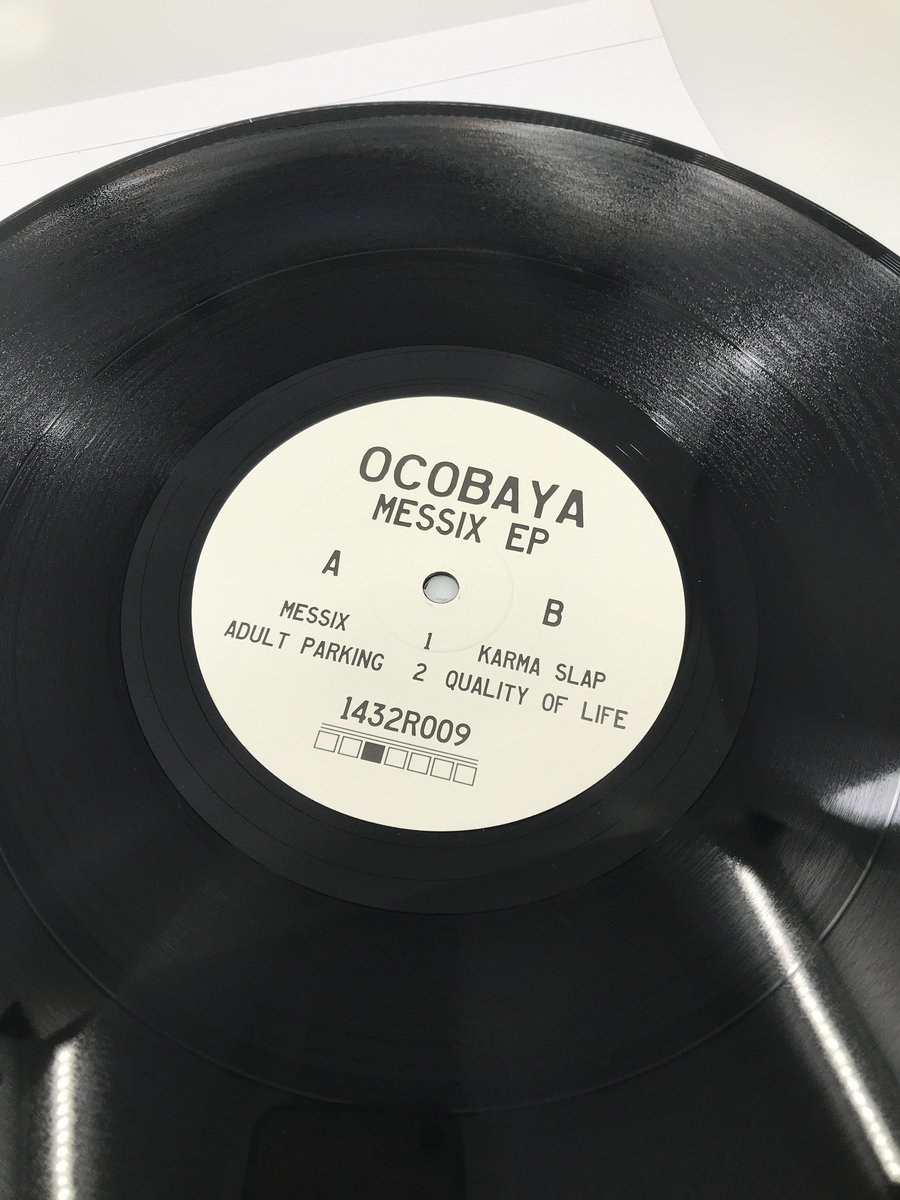 OCOBAYA
MESSIX EP
A B
MESSIX 1 KARMA SLAP
ADULT PARKING 2 QUALITY OF LIFE
1432R009